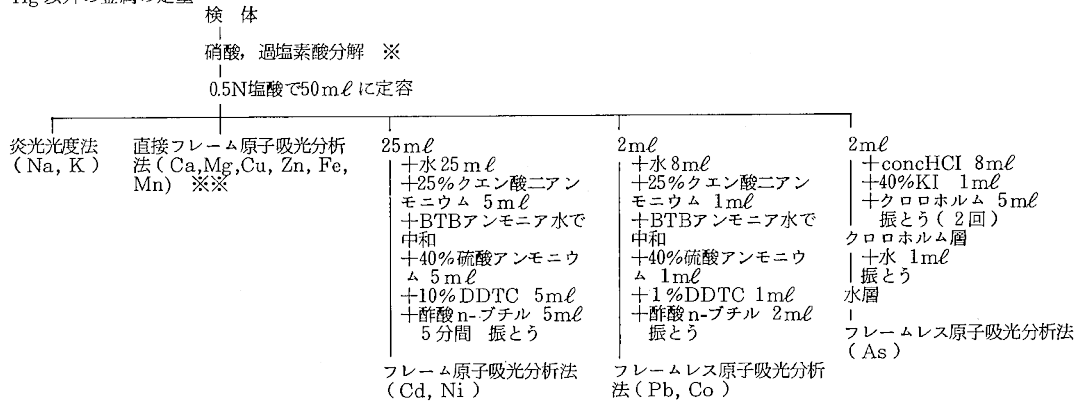 検 体
硝酸，過塩素酸分解 ※
0.5N塩酸で50mℓに定容
炎光光度法
(Na, K)
直接フレーム原子吸光分析
法(Ca,Mg,Cu, Zn, Fe,
Mn) ※※
25mℓ
+水25mℓ
+25%クエン酸二アン
モニウム 5mℓ
+BTBアンモニア水で
中和
+40%硫酸アンモニウ
ム 5mℓ
+10%DDTC 5mℓ
+酢酸n-ブチル 5mℓ
5分間 振とう
フレーム原子吸光分析法
(Cd, Ni)
2mℓ
+水8mℓ
+25%クエン酸二アン
モニウム 1mℓ
+BTBアンモニア水で
中和
+40%硫酸アンモニウ
ム 1mℓ
+1%DDTC 1mℓ
+酢酸n-ブチル 2mℓ
振とう
フレームレス原子吸光分析
法(Pb, Co)
2mℓ
+concHCI 8mℓ
+40%KI 1mℓ
+クロロホルム 5mℓ
振とう(2回)
クロロホルム層
+水 1mℓ
振とう
水層
フレームレス原子吸光分析法
(As)